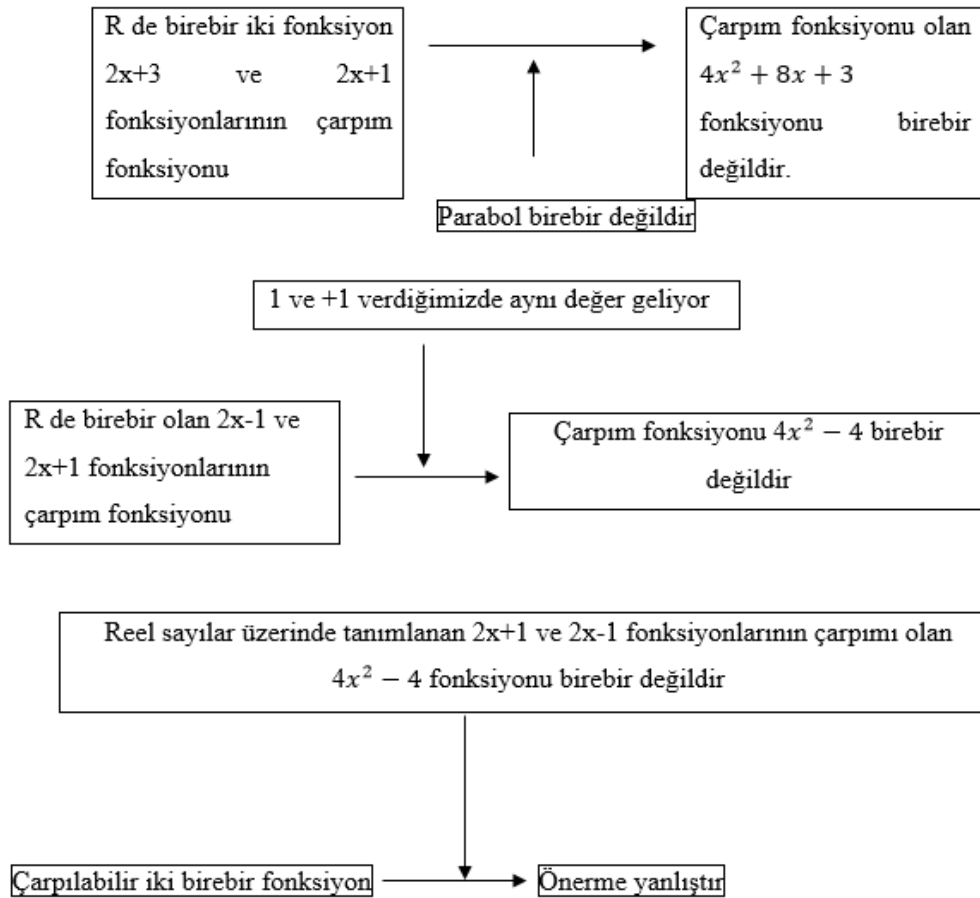 R de birebir iki fonksiyon
2x+3 ve 2x+1
fonksiyonlarının çarpım
fonksiyonu
Çarpım fonksiyonu olan
4x² + 8x + 3
fonksiyonu birebir
değildir.
Parabol birebir değildir
1 ve +1 verdiğimizde aynı değer geliyor
R de birebir olan 2x-1 ve
2x+1 fonksiyonlarının
çarpım fonksiyonu
Çarpım fonksiyonu 4x² − 4 birebir
değildir
Reel sayılar üzerinde tanımlanan 2x+1 ve 2x-1 fonksiyonlarının çarpımı olan
4x² − 4 fonksiyonu birebir değildir
Çarpılabilir iki birebir fonksiyon
Önerme yanlıştır